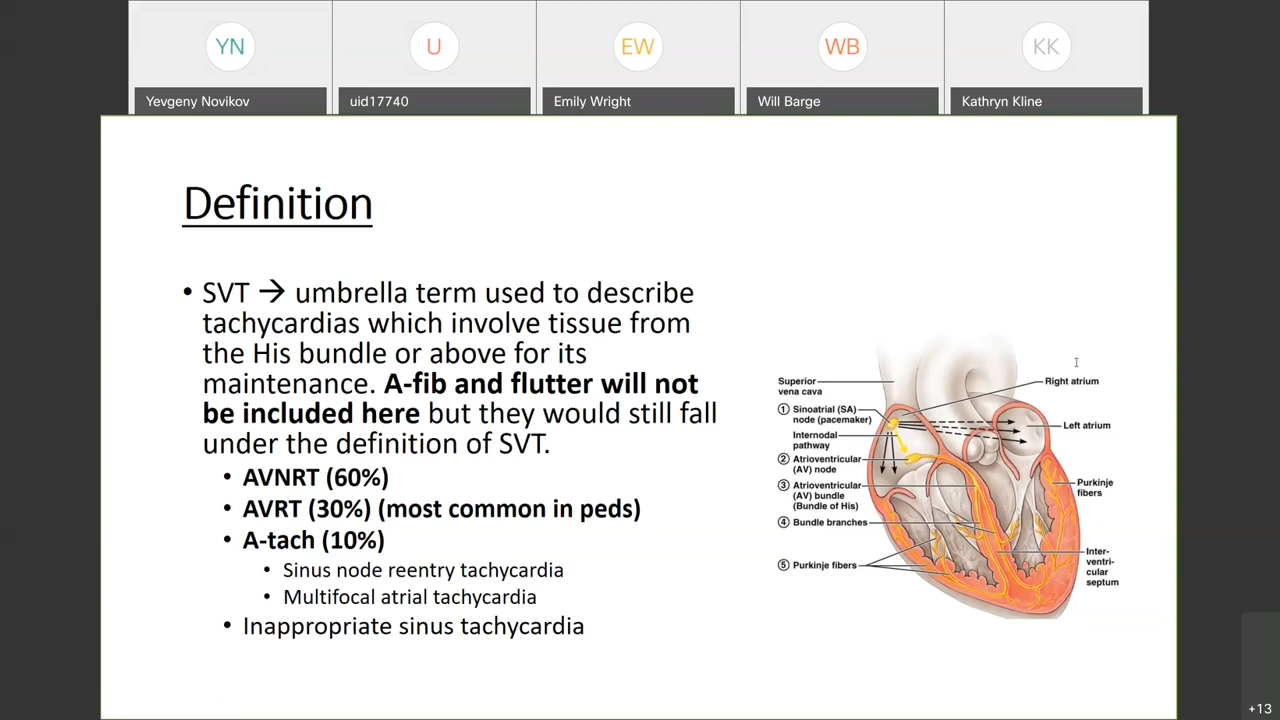 YN
U
EW
WB
KK
Yevgeny Novikov
uid17740
Emily Wright
Will Barge
Kathryn Kline
Definition
• SVT → umbrella term used to describe
tachycardias which involve tissue from
the His bundle or above for its
maintenance. A-fib and flutter will not
be included here but they would still fall
under the definition of SVT.
• AVNRT (60%)
• AVRT (30%) (most common in peds)
• A-tach (10%)
• Sinus node reentry tachycardia
• Multifocal atrial tachycardia
• Inappropriate sinus tachycardia
Superior
vena cava
① Sinoatrial (SA)
node (pacemaker)
Internodal
pathway
② Atrioventricular
(AV) node
③ Atrioventricular
(AV) bundle
(Bundle of His)
④ Bundle branches
⑤ Purkinje fibers
Right atrium
Left atrium
Purkinje
fibers
Inter-
ventri-
cular
septum
+13